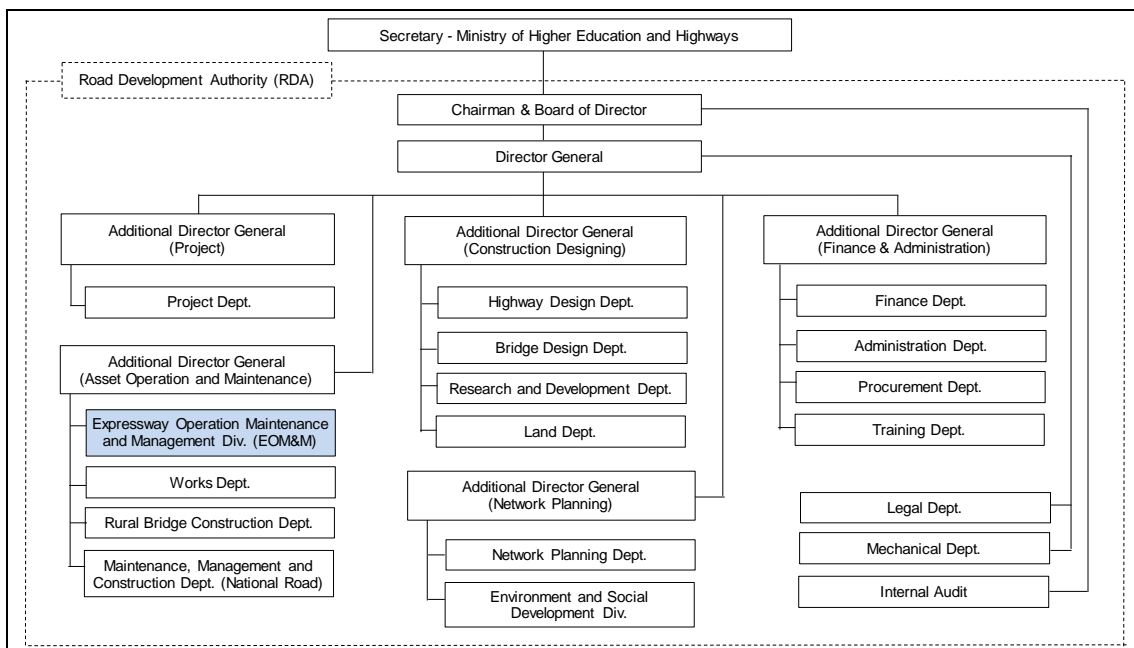 Secretary - Ministry of Higher Education and Highways
Road Development Authority (RDA)
Chairman & Board of Director
Director General
Additional Director General
(Project)
Project Dept.
Additional Director General
(Asset Operation and Maintenance)
Expressway Operation Maintenance
and Management Div. (EOM&M)
Works Dept.
Rural Bridge Construction Dept.
Maintenance, Management and
Construction Dept. (National Road)
Additional Director General
(Construction Designing)
Highway Design Dept.
Bridge Design Dept.
Research and Development Dept.
Land Dept.
Additional Director General
(Network Planning)
Network Planning Dept.
Environment and Social
Development Div.
Additional Director General
(Finance & Administration)
Finance Dept.
Administration Dept.
Procurement Dept.
Training Dept.
Legal Dept.
Mechanical Dept.
Internal Audit